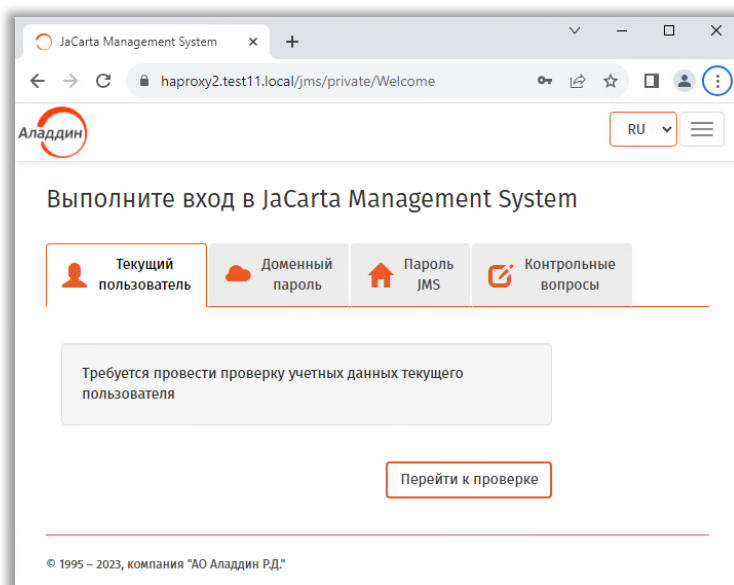 JaCarta Management System
haproxy2.test11.local/jms/private/Welcome
Аладдин
RU
Выполните вход в JaCarta Management System
Текущий
пользователь
Доменный
пароль
Пароль
JMS
Контрольные
вопросы
Требуется провести проверку учетных данных текущего
пользователя
Перейти к проверке
© 1995 – 2023, компания "АО Аладдин Р.Д."